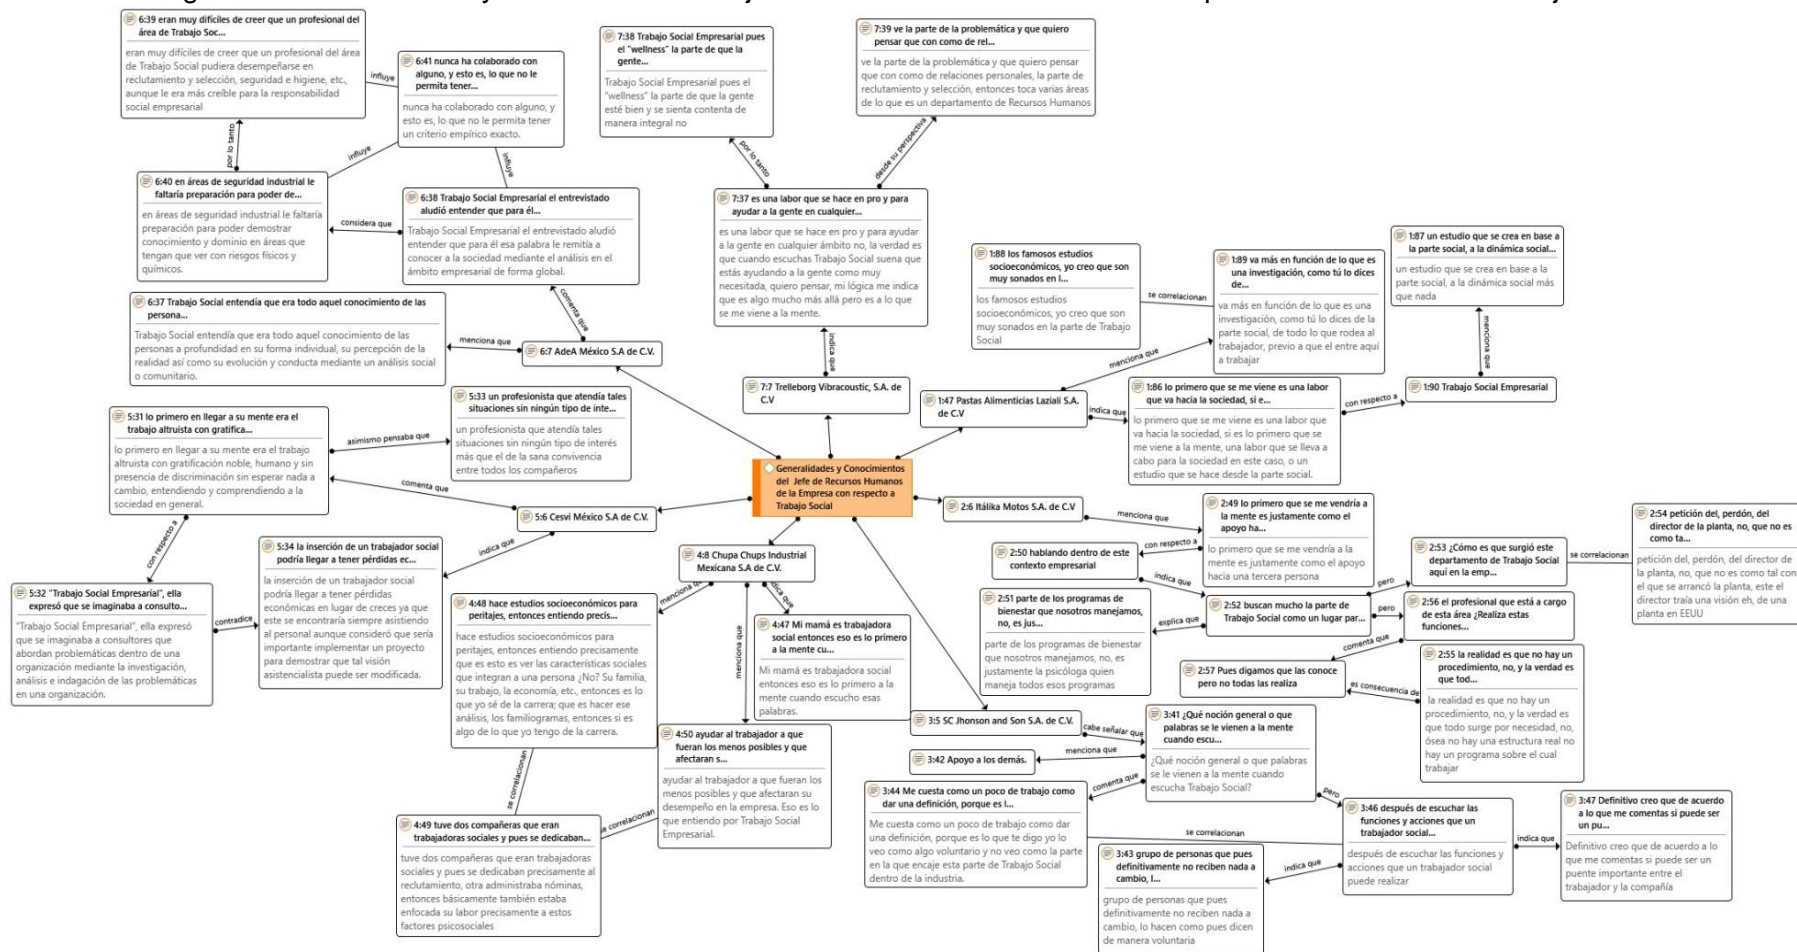 6:39 eran muy difíciles de creer que un profesional del
área de Trabajo Soc...
eran muy difíciles de creer que un profesional del área
de Trabajo Social pudiera desempeñarse en
reclutamiento y selección, seguridad e higiene, etc.,
aunque le era más creíble para la responsabilidad
social empresarial
influye
6:41 nunca ha colaborado con
alguno, y esto es, lo que no le
permita tener...
nunca ha colaborado con alguno, y
esto es, lo que no le permita tener
un criterio empírico exacto.
por lo tanto
influye
influye
6:40 en áreas de seguridad industrial le
faltaría preparación para poder de...
en áreas de seguridad industrial le faltaría
preparación para poder demostrar
conocimiento y dominio en áreas que
tengan que ver con riesgos físicos y
químicos.
considera que
6:38 Trabajo Social Empresarial el entrevistado
aludió entender que para él...
Trabajo Social Empresarial el entrevistado aludió
entender que para él esa palabra le remitía a
conocer a la sociedad mediante el análisis en el
ámbito empresarial de forma global.
comenta que
6:37 Trabajo Social entendía que era todo aquel conocimiento de las
persona...
Trabajo Social entendía que era todo aquel conocimiento de las
personas a profundidad en su forma individual, su percepción de la
realidad así como su evolución y conducta mediante un análisis social
o comunitario.
menciona que
6:7 AdeA México S.A de C.V.
7:38 Trabajo Social Empresarial pues
el "wellness" la parte de que la
gente...
Trabajo Social Empresarial pues el
"wellness" la parte de que la gente
esté bien y se sienta contenta de
manera integral no
7:39 ve la parte de la problemática y que quiero
pensar que con como de rel...
ve la parte de la problemática y que quiero pensar
que con como de relaciones personales, la parte de
reclutamiento y selección, entonces toca varias áreas
de lo que es un departamento de Recursos Humanos
por lo tanto
desde su perspectiva
7:37 es una labor que se hace en pro y para
ayudar a la gente en cualquier...
es una labor que se hace en pro y para ayudar
a la gente en cualquier ámbito no, la verdad es
que cuando escuchas Trabajo Social suena que
estás ayudando a la gente como muy
necesitada, quiero pensar, mi lógica me indica
que es algo mucho más allá pero es a lo que
se me viene a la mente.
indica que
7:7 Trelleborg Vibracoustic, S.A. de
C.V
1:88 los famosos estudios
socioeconómicos, yo creo que son
muy sonados en l...
los famosos estudios
socioeconómicos, yo creo que son
muy sonados en la parte de Trabajo
Social
se correlacionan
1:89 va más en función de lo que es
una investigación, como tú lo dices
de...
va más en función de lo que es una
investigación, como tú lo dices de la
parte social, de todo lo que rodea al
trabajador, previo a que el entre aquí
a trabajar
menciona que
1:87 un estudio que se crea en base a
la parte social, a la dinámica social...
un estudio que se crea en base a la
parte social, a la dinámica social más
que nada
menciona que
1:90 Trabajo Social Empresarial
1:47 Pastas Alimenticias Laziali S.A.
de C.V
indica que
1:86 lo primero que se me viene es una labor
que va hacia la sociedad, si e...
lo primero que se me viene es una labor que
va hacia la sociedad, si es lo primero que se
me viene a la mente, una labor que se lleva a
cabo para la sociedad en este caso, o un
estudio que se hace desde la parte social.
con respecto a
5:33 un profesionista que atendía tales
situaciones sin ningún tipo de inte...
un profesionista que atendía tales
situaciones sin ningún tipo de interés
más que el de la sana convivencia
entre todos los compañeros
asimismo pensaba que
5:31 lo primero en llegar a su mente era el
trabajo altruista con gratifica...
lo primero en llegar a su mente era el trabajo
altruista con gratificación noble, humano y sin
presencia de discriminación sin esperar nada a
cambio, entendiendo y comprendiendo a la
sociedad en general.
comenta que
5:6 Cesvi México S.A de C.V.
con respecto a
indica que
5:34 la inserción de un trabajador social
podría llegar a tener pérdidas ec...
la inserción de un trabajador social
podría llegar a tener pérdidas
económicas en lugar de creces ya que
este se encontraría siempre asistiendo
al personal aunque consideró que sería
importante implementar un proyecto
para demostrar que tal visión
asistencialista puede ser modificada.
5:32 "Trabajo Social Empresarial", ella
expresó que se imaginaba a consulto...
"Trabajo Social Empresarial", ella expresó
que se imaginaba a consultores que
abordan problemáticas dentro de una
organización mediante la investigación,
análisis e indagación de las problemáticas
en una organización.
contradice
Generalidades y Conocimientos
del Jefe de Recursos Humanos
de la Empresa con respecto a
Trabajo Social
4:8 Chupa Chups Industrial
Mexicana S.A de C.V.
menciona que
indica que
menciona que
4:48 hace estudios socioeconómicos para
peritajes, entonces entiendo precis...
hace estudios socioeconómicos para
peritajes, entonces entiendo precisamente
que es esto es ver las características sociales
que integran a una persona ¿No? Su familia,
su trabajo, la economía, etc., entonces es lo
que yo sé de la carrera; que es hacer ese
análisis, los familiogramas, entonces si es
algo de lo que yo tengo de la carrera.
4:47 Mi mamá es trabajadora
social entonces eso es lo primero
a la mente cu...
Mi mamá es trabajadora social
entonces eso es lo primero a la
mente cuando escucho esas
palabras.
4:50 ayudar al trabajador a que
fueran los menos posibles y que
afectaran s...
ayudar al trabajador a que fueran los
menos posibles y que afectaran su
desempeño en la empresa. Eso es lo
que entiendo por Trabajo Social
Empresarial.
se correlacionan
se correlacionan
4:49 tuve dos compañeras que eran
trabajadoras sociales y pues se dedicaban...
tuve dos compañeras que eran trabajadoras
sociales y pues se dedicaban precisamente al
reclutamiento, otra administraba nóminas,
entonces básicamente también estaba
enfocada su labor precisamente a estos
factores psicosociales
2:6 Itálika Motos S.A. de C.V
menciona que
2:49 lo primero que se me vendría a
la mente es justamente como el
apoyo ha...
lo primero que se me vendría a la
mente es justamente como el apoyo
hacia una tercera persona
con respecto a
2:50 hablando dentro de este
contexto empresarial
indica que
2:52 buscan mucho la parte de
Trabajo Social como un lugar par...
explica que
2:51 parte de los programas de
bienestar que nosotros manejamos,
no, es jus...
parte de los programas de bienestar
que nosotros manejamos, no, es
justamente la psicóloga quien
maneja todos esos programas
pero
2:53 ¿Cómo es que surgió este
departamento de Trabajo Social
aquí en la emp...
se correlacionan
2:54 petición del, perdón, del
director de la planta, no, que no es
como ta...
petición del, perdón, del director de
la planta, no, que no es como tal con
el que se arrancó la planta, este el
director traía una visión eh, de una
planta en EEUU
pero
2:56 el profesional que está a cargo
de esta área ¿Realiza estas
funciones...
comenta que
2:57 Pues digamos que las conoce
pero no todas las realiza
es consecuencia de
2:55 la realidad es que no hay un
procedimiento, no, y la verdad es
que tod...
la realidad es que no hay un
procedimiento, no, y la verdad es
que todo surge por necesidad, no,
ósea no hay una estructura real no
hay un programa sobre el cual
trabajar
3:5 SC Jhonson and Son S.A. de C.V.
cabe señalar que
3:41 ¿Qué noción general o que
palabras se le vienen a la mente
cuando escu...
¿Qué noción general o que palabras
se le vienen a la mente cuando
escucha Trabajo Social?
menciona que
3:42 Apoyo a los demás.
comenta que
3:44 Me cuesta como un poco de trabajo como
dar una definición, porque es l...
Me cuesta como un poco de trabajo como dar
una definición, porque es lo que te digo yo lo
veo como algo voluntario y no veo como la parte
en la que encaje esta parte de Trabajo Social
dentro de la industria.
pero
se correlacionan
3:46 después de escuchar las
funciones y acciones que un
trabajador social...
después de escuchar las funciones y
acciones que un trabajador social
puede realizar
indica que
3:47 Definitivo creo que de acuerdo
a lo que me comentas si puede ser
un pu...
Definitivo creo que de acuerdo a lo
que me comentas si puede ser un
puente importante entre el
trabajador y la compañía
indica que
3:43 grupo de personas que pues
definitivamente no reciben nada a
cambio, l...
grupo de personas que pues
definitivamente no reciben nada a
cambio, lo hacen como pues dicen
de manera voluntaria